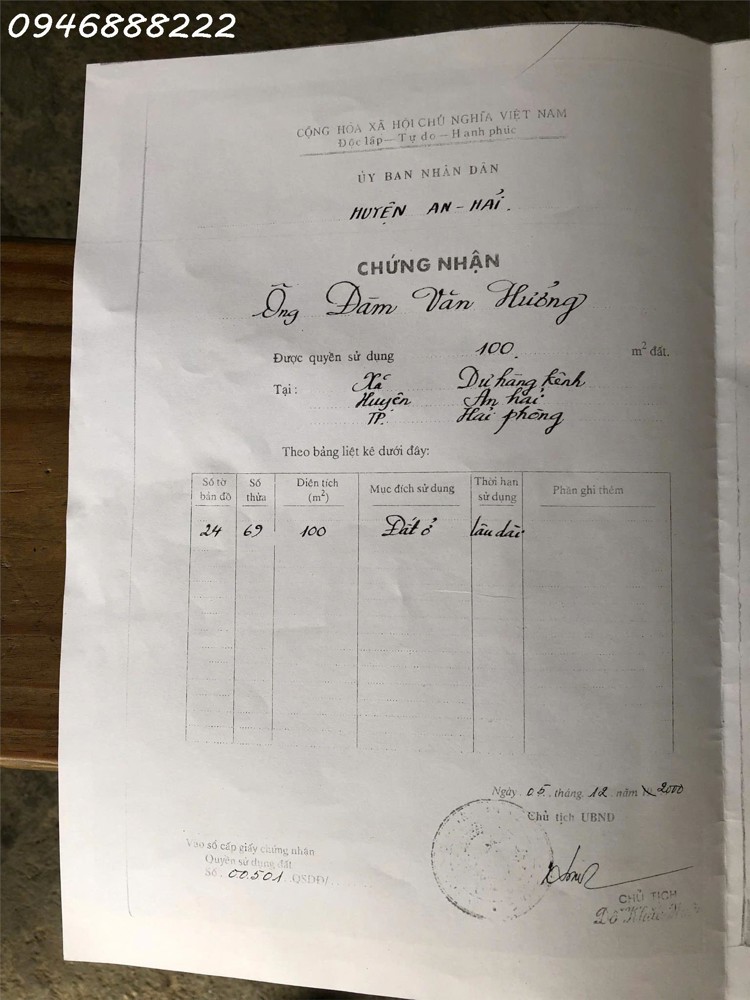 0946888222
CỘNG HÒA XÃ HỘI CHỦ NGHĨA VIỆT NAM
Độc lập – Tự do – Hạnh phúc
ỦY BAN NHÂN DÂN
HUYỆN AN - HẢI.
CHỨNG NHẬN
Ông Đàm Văn Hưởng
Được quyền sử dụng 100. m² đất.
Tại: Xã Dư hàng kênh
Huyện An hải
TP. Hải phòng
Theo bảng liệt kê dưới đây:
Số tờ bản đồ Số thửa Diện tích (m²) Mục đích sử dụng Thời hạn sử dụng Phần ghi thêm
24 69 100 Đất ở lâu dài
Ngày 05 tháng 12 năm 2000
Chủ tịch UBND
Vào sổ cấp giấy chứng nhận
Quyền sử dụng đất
Số 00501 QSDĐ/
CHỦ TỊCH